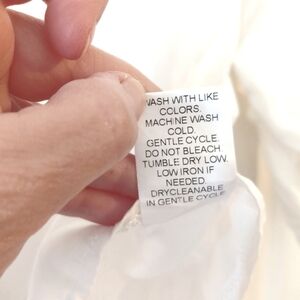 WASH WITH LIKE
COLORS.
MACHINE WASH
COLD.
GENTLE CYCLE.
DO NOT BLEACH.
TUMBLE DRY LOW.
LOW IRON IF
NEEDED.
DRYCLEANABLE
IN GENTLE CYCLE